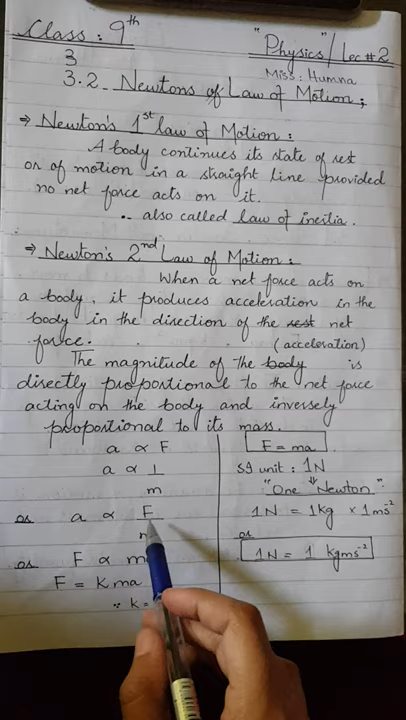 Class : 9th
"Physics" / Lec # 2
3
Miss : Humna
3.2 - Newtons of Law of Motion ;
⇒ Newton's 1st law of Motion :
A body continues its state of rest
or of motion in a straight line provided
no net force acts on it.
∴ also called law of inertia .
⇒ Newton's 2nd Law of Motion :
When a net force acts on
a body, it produces acceleration in the
body in the direction of the rest net
force.
(acceleration)
The magnitude of the body is
directly proportional to the net force
acting on the body and inversely
proportional to its mass.
a ∝ F
a ∝ 1
m
or a ∝ F
or F ∝ m
F = K ma
∵ k =
F = ma
SI unit : 1N
"One Newton"
1N = 1kg × 1ms⁻²
or
1N = 1 kgms⁻²